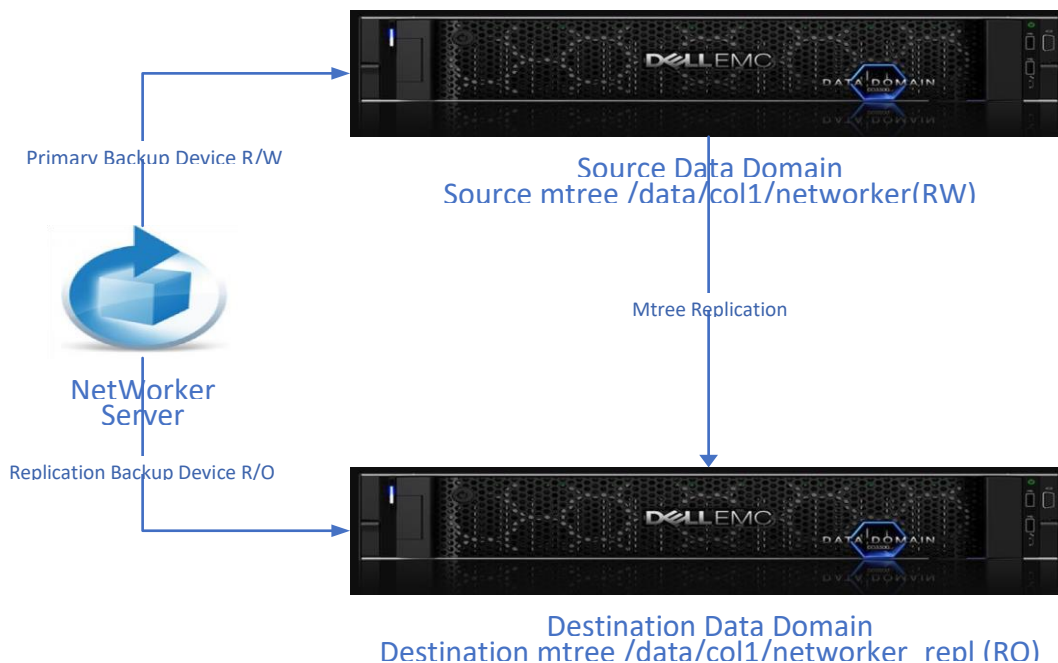 DELLEMC
DATA DOMAIN
Primary Backup Device R/W
Source Data Domain
Source mtree /data/col1/networker(RW)
Mtree Replication
NetWorker
Server
Replication Backup Device R/O
DELLEMC
DATA DOMAIN
Destination Data Domain
Destination mtree /data/col1/networker_repl (RO)